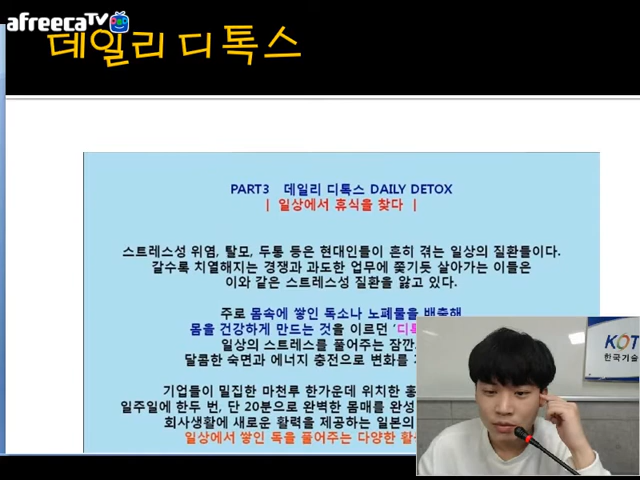 afreecaTV
데일리 디톡스
PART3 데일리 디톡스 DAILY DETOX
| 일상에서 휴식을 찾다 |
스트레스성 위염, 탈모, 두통 등은 현대인들이 흔히 겪는 일상의 질환들이다.
갈수록 치열해지는 경쟁과 과도한 업무에 쫓기듯 살아가는 이들은
이와 같은 스트레스성 질환을 앓고 있다.
주로 몸속에 쌓인 독소나 노폐물을 배출해
몸을 건강하게 만드는 것을 이르던 '디톡
일상의 스트레스를 풀어주는 잠깐
달콤한 숙면과 에너지 충전으로 변화를
기업들이 밀집한 마천루 한가운데 위치한 홍
일주일에 한두 번, 단 20분으로 완벽한 몸매를 완성
회사생활에 새로운 활력을 제공하는 일본의
일상에서 쌓인 독을 풀어주는 다양한 활
KOT
한국기술